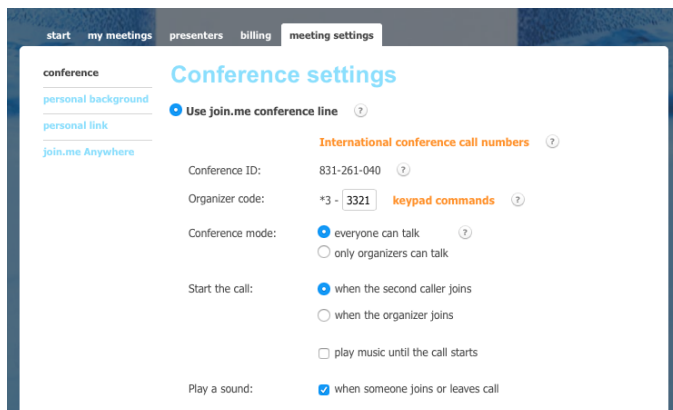 start my meetings presenters billing meeting settings
conference
personal background
personal link
join.me Anywhere
Conference settings
Use join.me conference line ?
International conference call numbers ?
Conference ID: 831-261-040 ?
Organizer code: *3 - 3321 keypad commands ?
Conference mode: everyone can talk ?
only organizers can talk
Start the call: when the second caller joins
when the organizer joins
play music until the call starts
Play a sound: when someone joins or leaves call